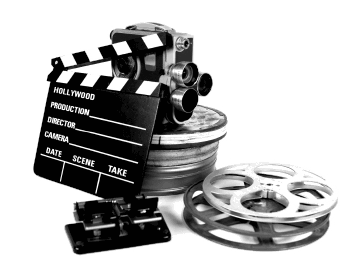 HOLLYWOOD
PRODUCTION
DIRECTOR
CAMERA
DATE SCENE TAKE